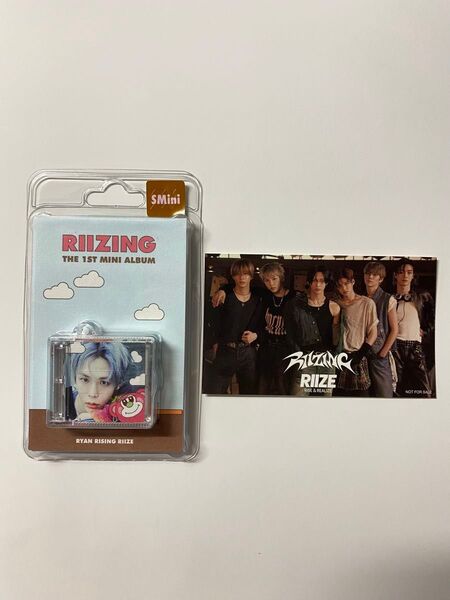 SMini
RIIZING
THE 1ST MINI ALBUM
RYAN RISING RIIZE
RIIZING
RIIZE
RISE & REALIZE
NOT FOR SALE